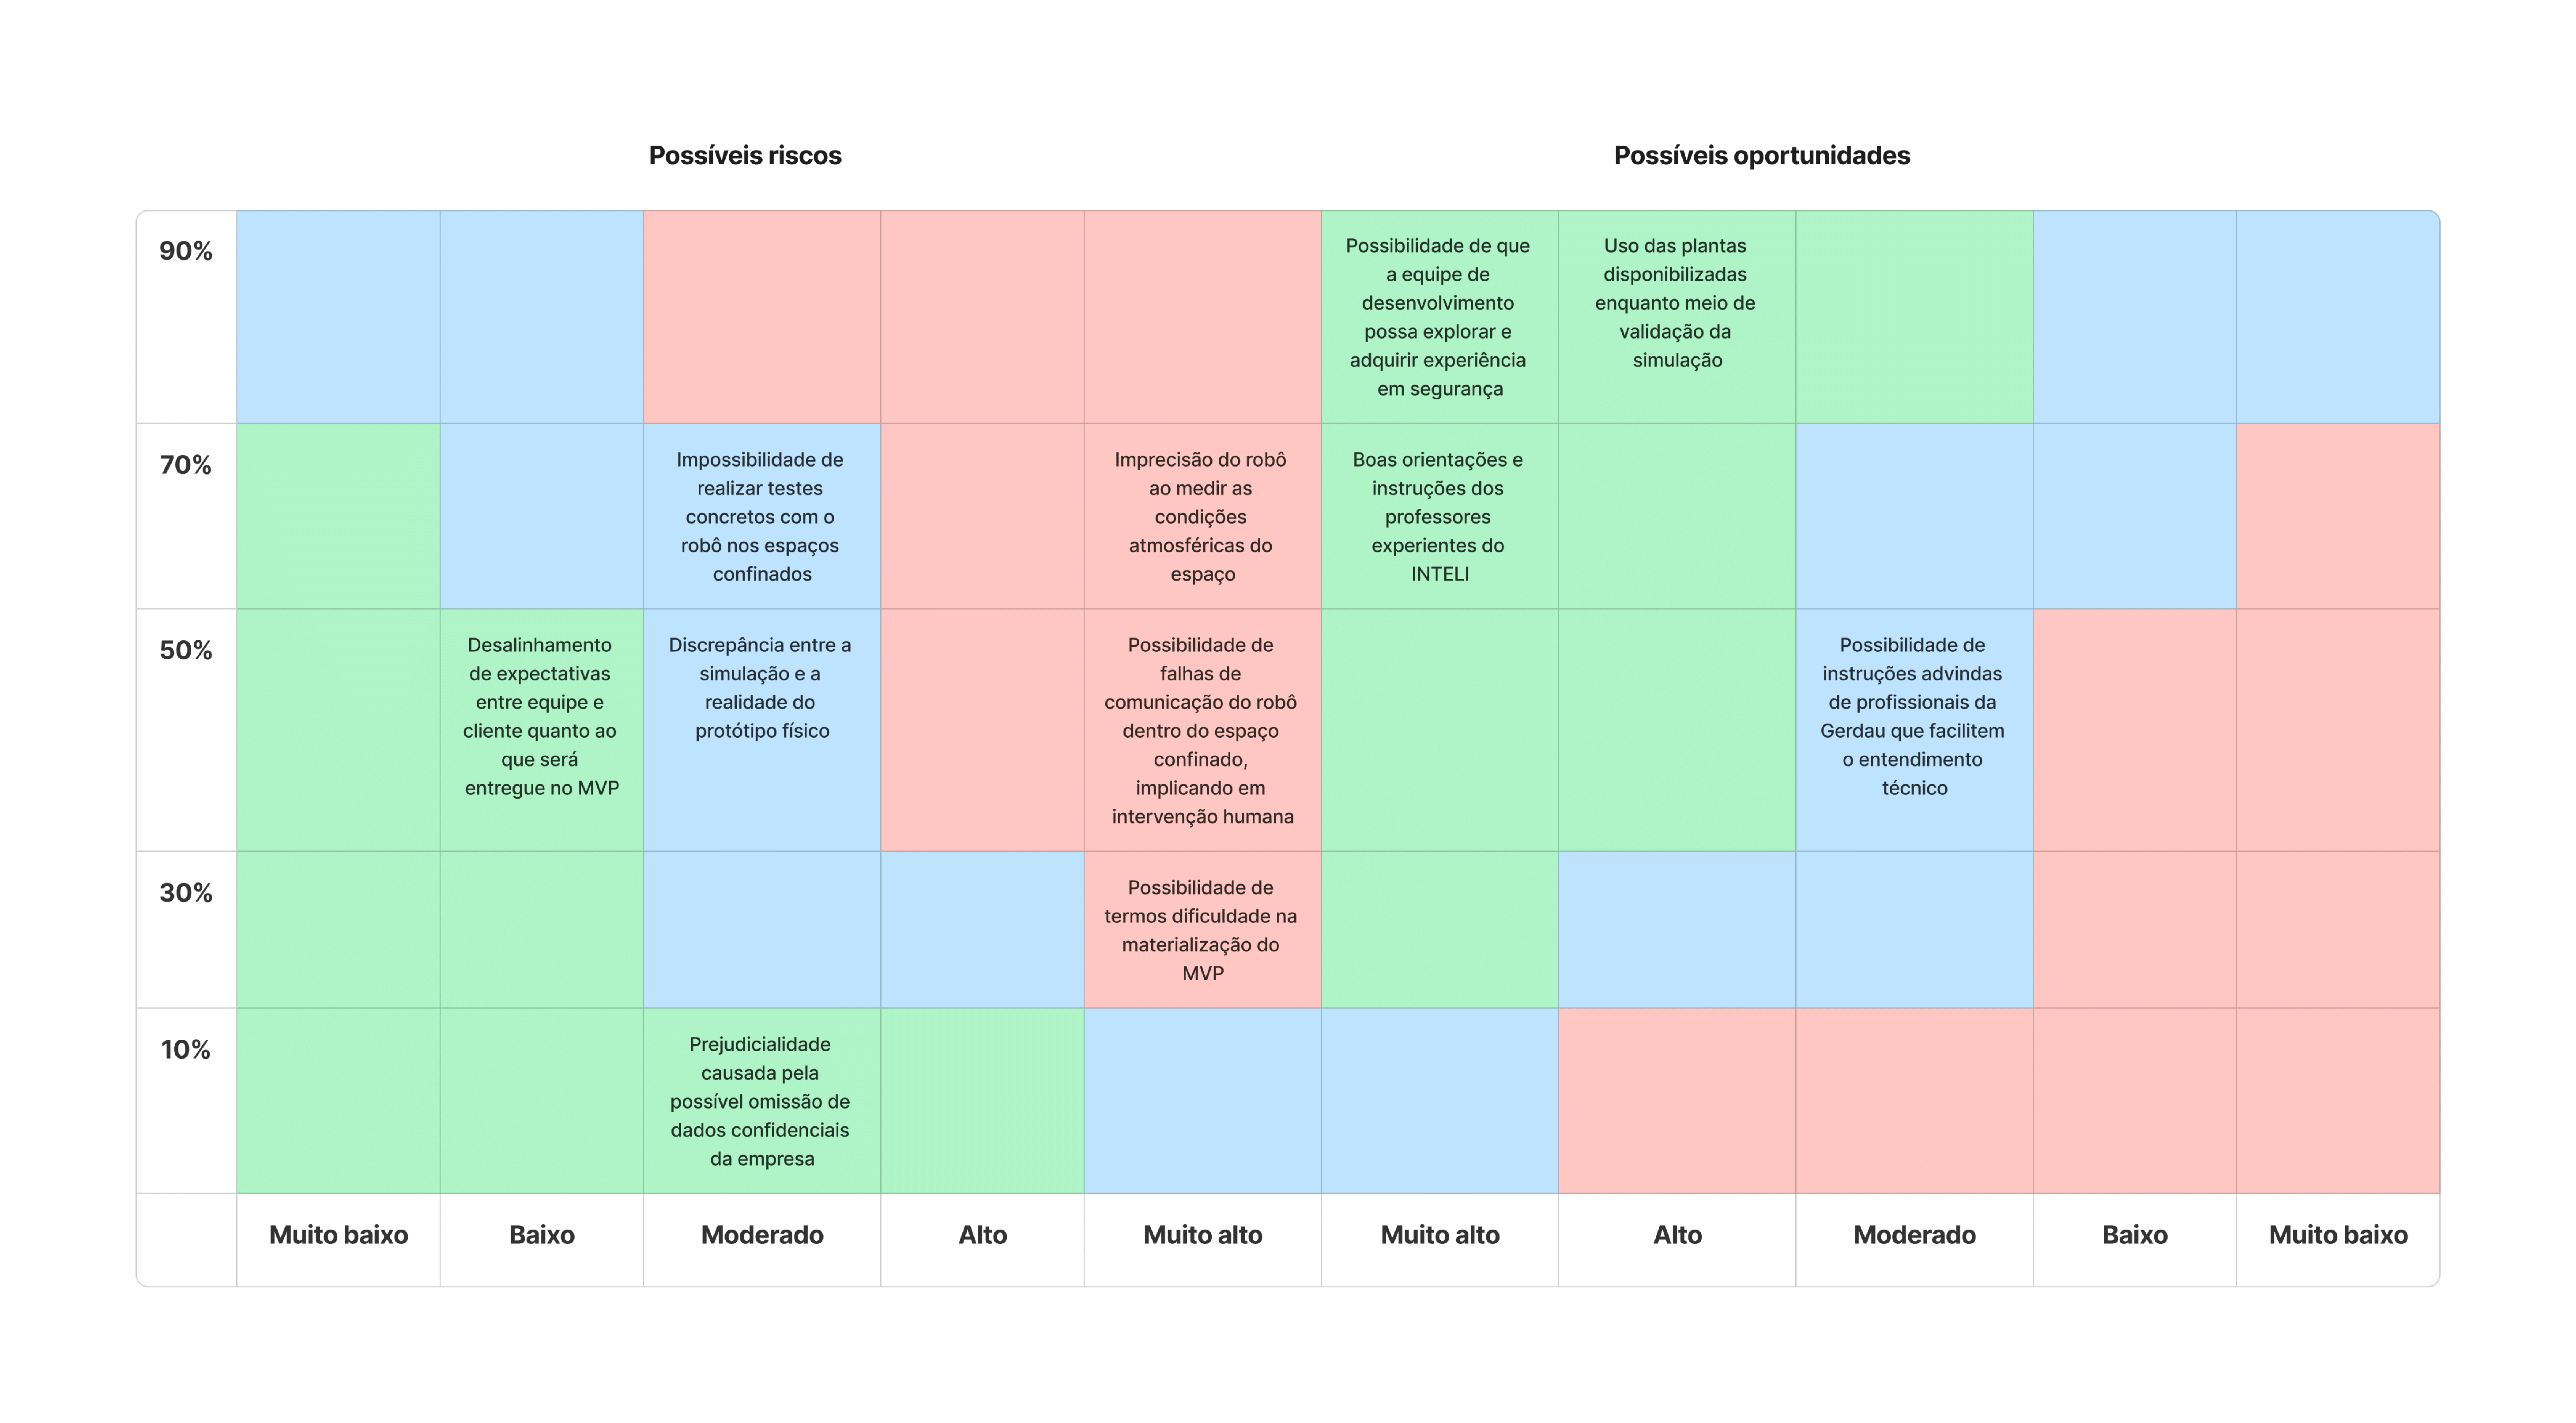 Possíveis riscos
Possíveis oportunidades
90%
Possibilidade de que
a equipe de
desenvolvimento
possa explorar e
adquirir experiência
em segurança
Uso das plantas
disponibilizadas
enquanto meio de
validação da
simulação
70%
Impossibilidade de
realizar testes
concretos com o
robô nos espaços
confinados
Imprecisão do robô
ao medir as
condições
atmosféricas do
espaço
Boas orientações e
instruções dos
professores
experientes do
INTELI
50%
Desalinhamento
de expectativas
entre equipe e
cliente quanto ao
que será
entregue no MVP
Discrepância entre a
simulação e a
realidade do
protótipo físico
Possibilidade de
falhas de
comunicação do robô
dentro do espaço
confinado,
implicando em
intervenção humana
Possibilidade de
instruções advindas
de profissionais da
Gerdau que facilitem
o entendimento
técnico
30%
Possibilidade de
termos dificuldade na
materialização do
MVP
10%
Prejudicialidade
causada pela
possível omissão de
dados confidenciais
da empresa
Muito baixo
Baixo
Moderado
Alto
Muito alto
Muito alto
Alto
Moderado
Baixo
Muito baixo